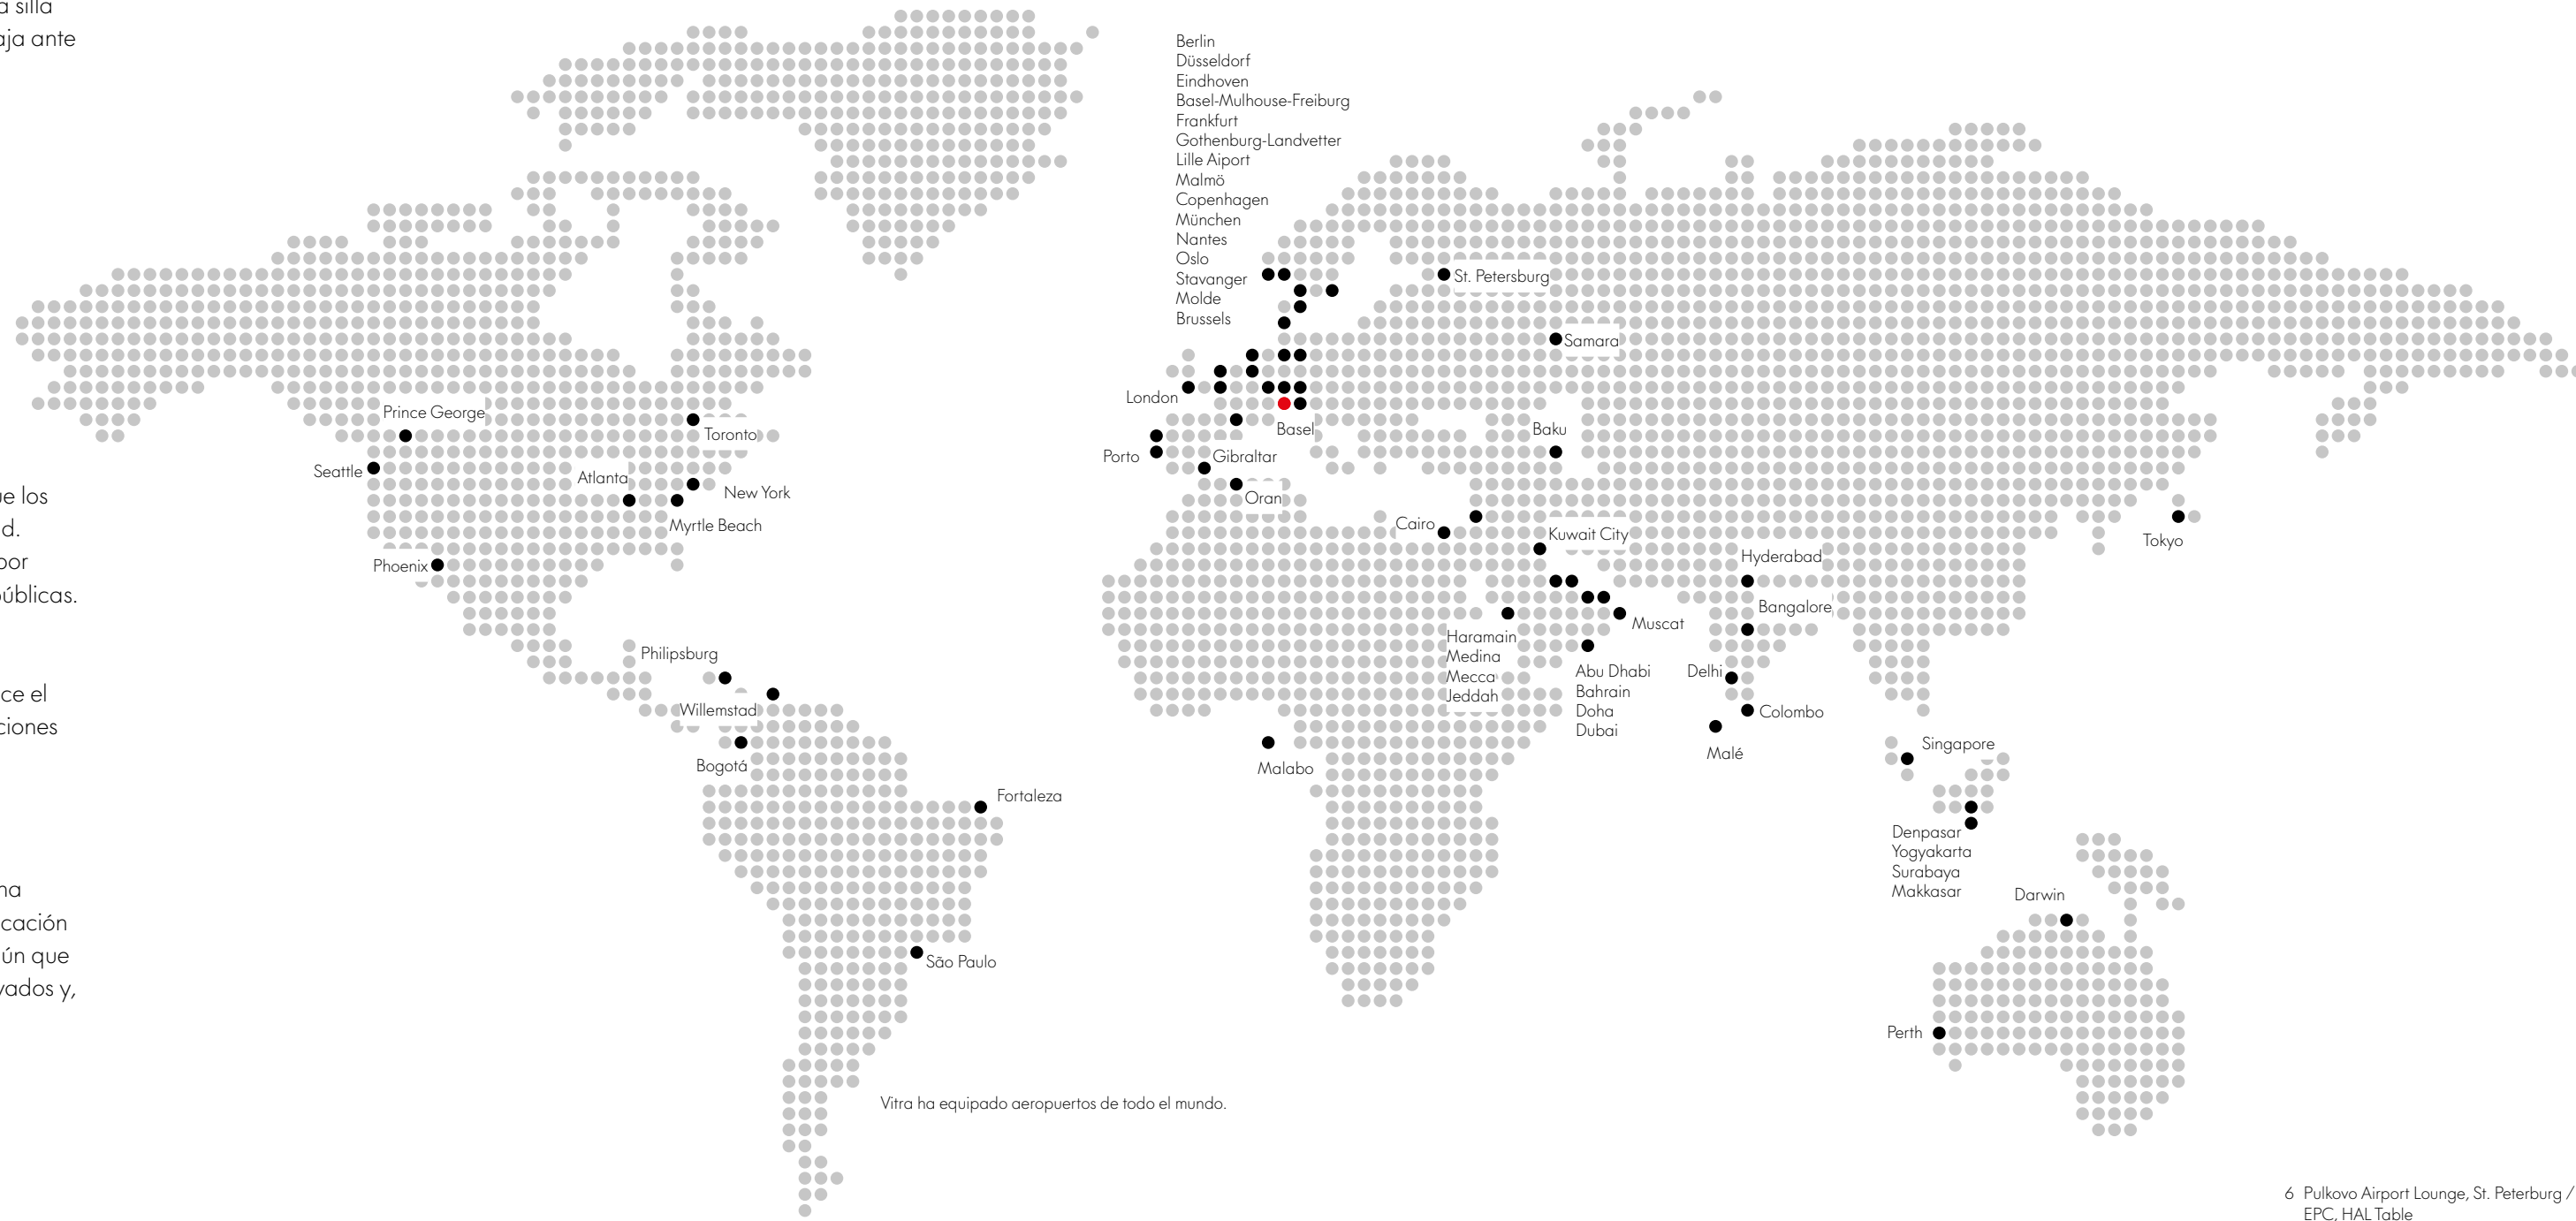 a silla
aja ante
ue los
d.
por
públicas.
ce el
ciones
na
cación
ún que
vados y,
Berlin
Düsseldorf
Eindhoven
Basel-Mulhouse-Freiburg
Frankfurt
Gothenburg-Landvetter
Lille Aiport
Malmö
Copenhagen
München
Nantes
Oslo
Stavanger
Molde
Brussels
St. Petersburg
Samara
London
Prince George
Toronto
Basel
Baku
Porto
Gibraltar
Seattle
Atlanta
New York
Oran
Myrtle Beach
Cairo
Kuwait City
Tokyo
Phoenix
Hyderabad
Bangalore
Muscat
Haramain
Medina
Mecca
Jeddah
Philipsburg
Abu Dhabi
Bahrain
Doha
Dubai
Delhi
Willemstad
Colombo
Malé
Singapore
Bogotá
Malabo
Fortaleza
Denpasar
Yogyakarta
Surabaya
Makkasar
Darwin
São Paulo
Perth
Vitra ha equipado aeropuertos de todo el mundo.
6 Pulkovo Airport Lounge, St. Peterburg /
EPC, HAL Table